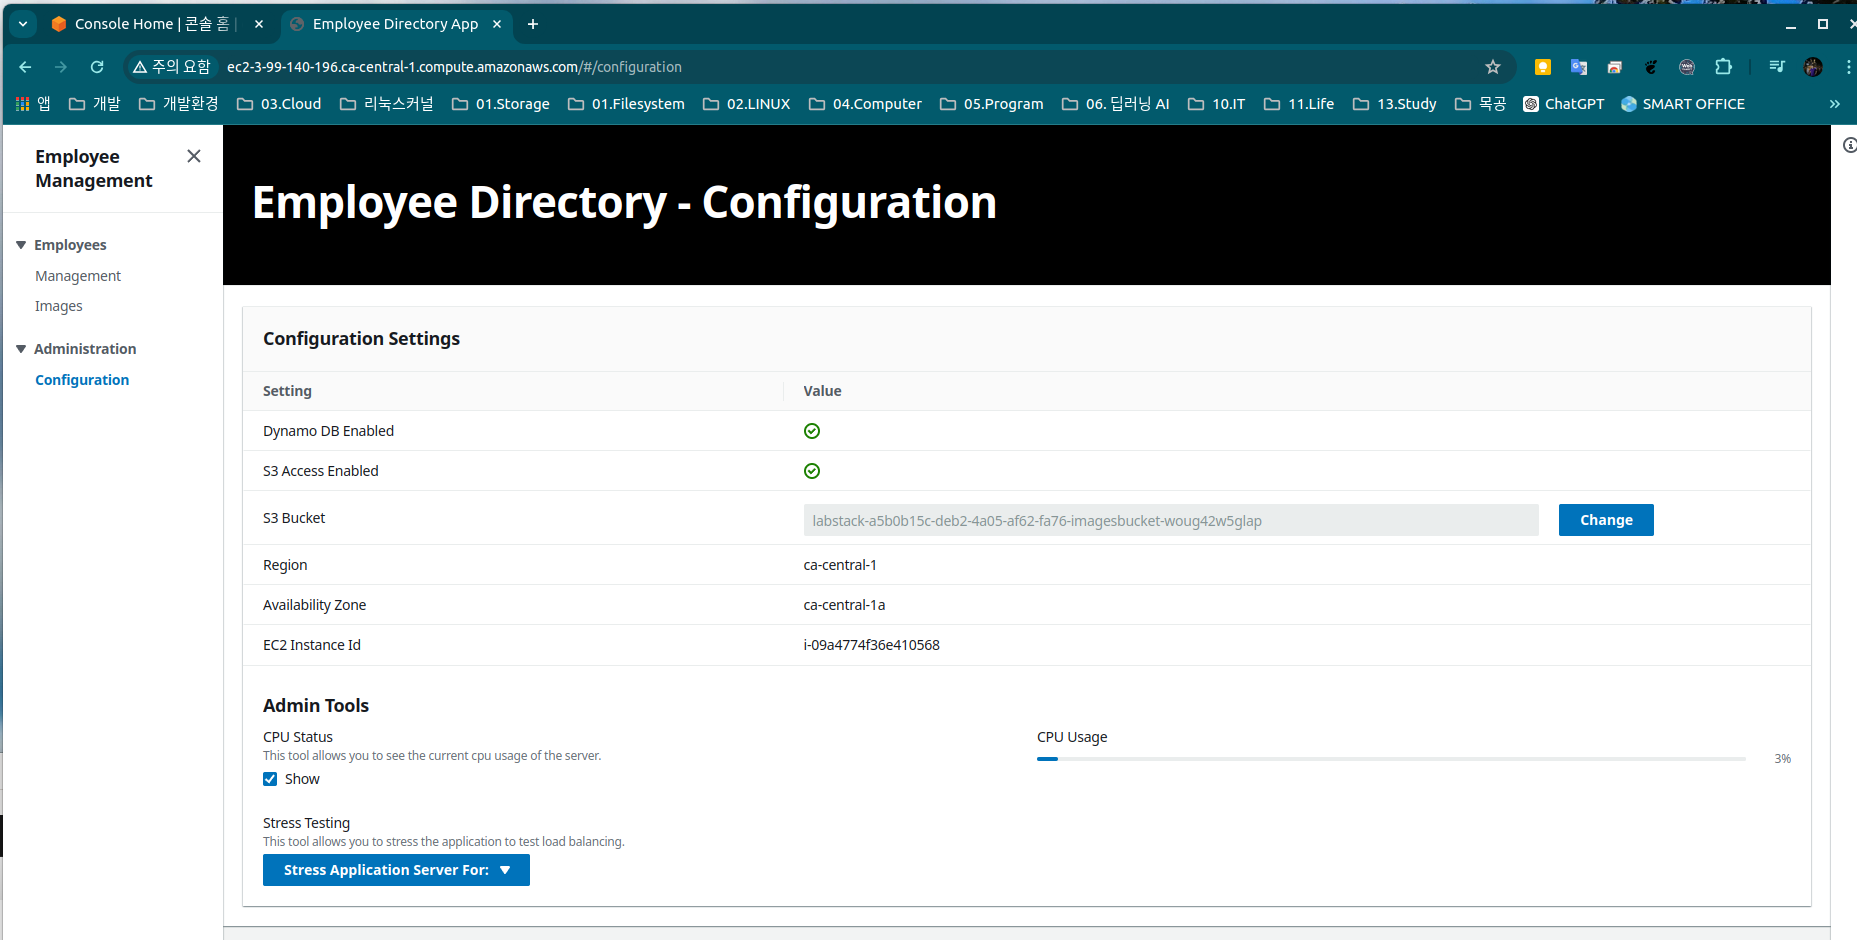 Console Home | 콘솔 홈 |
Employee Directory App
주의 요함
ec2-3-99-140-196.ca-central-1.compute.amazonaws.com/#/configuration
앱 개발 개발환경 03.Cloud 리눅스커널 01.Storage 01.Filesystem 02.LINUX 04.Computer 05.Program 06. 딥러닝 AI 10.IT 11.Life 13.Study 목공 ChatGPT SMART OFFICE
Employee
Management
Employees
Management
Images
Administration
Configuration
Employee Directory - Configuration
Configuration Settings
Setting Value
Dynamo DB Enabled
S3 Access Enabled
S3 Bucket labstack-a5b0b15c-deb2-4a05-af62-fa76-imagesbucket-woug42w5glap Change
Region ca-central-1
Availability Zone ca-central-1a
EC2 Instance Id i-09a4774f36e410568
Admin Tools
CPU Status
This tool allows you to see the current cpu usage of the server.
Show
CPU Usage
3%
Stress Testing
This tool allows you to stress the application to test load balancing.
Stress Application Server For: